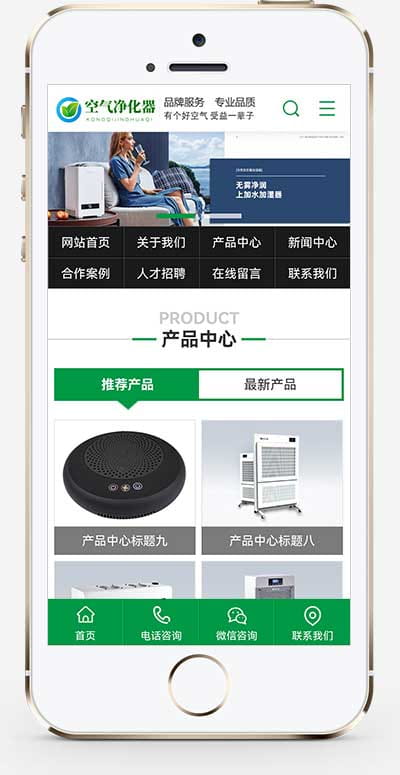 空气净化器
KONGQIJINGHUAQI
品牌服务 专业品质
有个好空气 受益一辈子
无雾净润
上加水加湿器
网站首页 关于我们 产品中心 新闻中心
合作案例 人才招聘 在线留言 联系我们
PRODUCT
产品中心
推荐产品 最新产品
产品中心标题九 产品中心标题八
首页 电话咨询 微信咨询 联系我们